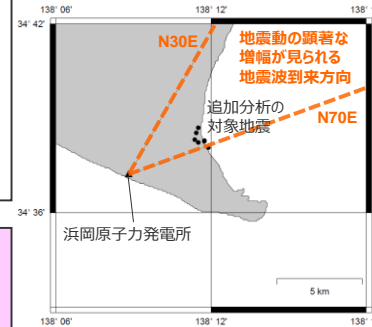 138° 06'
138° 12'
138°
34° 42'
N30E
地震動の顕著な
増幅が見られる
地震波到来方向
追加分析の
対象地震
N70E
34° 36'
浜岡原子力発電所
5 km
138° 06'
138° 12'
138°